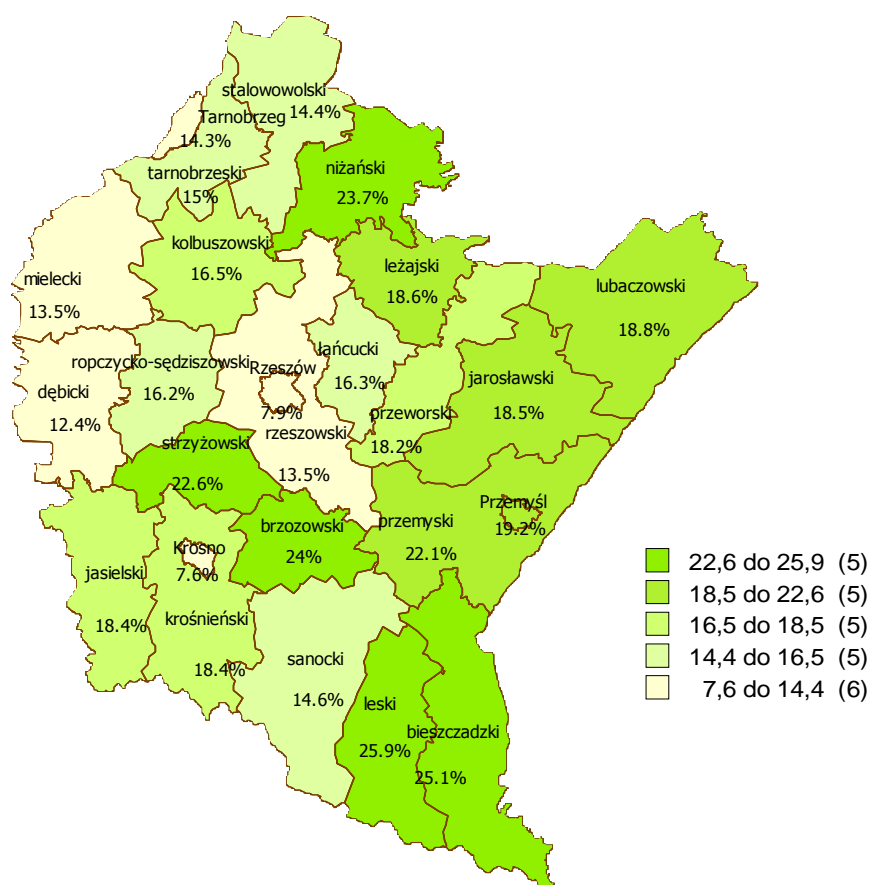 stalowowolski
14.4%
Tarnobrzeg
14.3%
niżański
23.7%
tarnobrzeski
15%
kolbuszowski
16.5%
leżajski
18.6%
mielecki
13.5%
lubaczowski
18.8%
ropczycko-sędziszowski
16.2%
Rzeszów
7.9%
łańcucki
16.3%
jarosławski
18.5%
dębicki
12.4%
przeworski
18.2%
rzeszowski
13.5%
strzyżowski
22.6%
Przemyśl
19.2%
brzozowski
24%
przemyski
22.1%
Krosno
7.6%
jasielski
18.4%
krośnieński
18.4%
sanocki
14.6%
leski
25.9%
bieszczadzki
25.1%
22,6 do 25,9 (5)
18,5 do 22,6 (5)
16,5 do 18,5 (5)
14,4 do 16,5 (5)
7,6 do 14,4 (6)